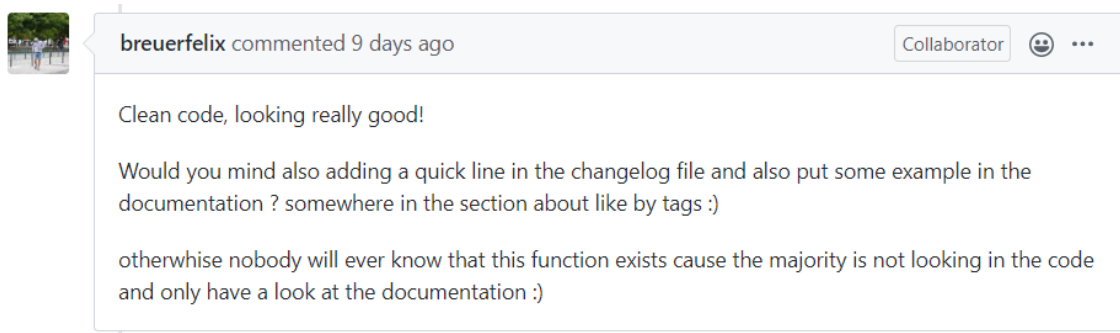 breuerfelix commented 9 days ago Collaborator
Clean code, looking really good!
Would you mind also adding a quick line in the changelog file and also put some example in the
documentation ? somewhere in the section about like by tags :)
otherwhise nobody will ever know that this function exists cause the majority is not looking in the code
and only have a look at the documentation :)